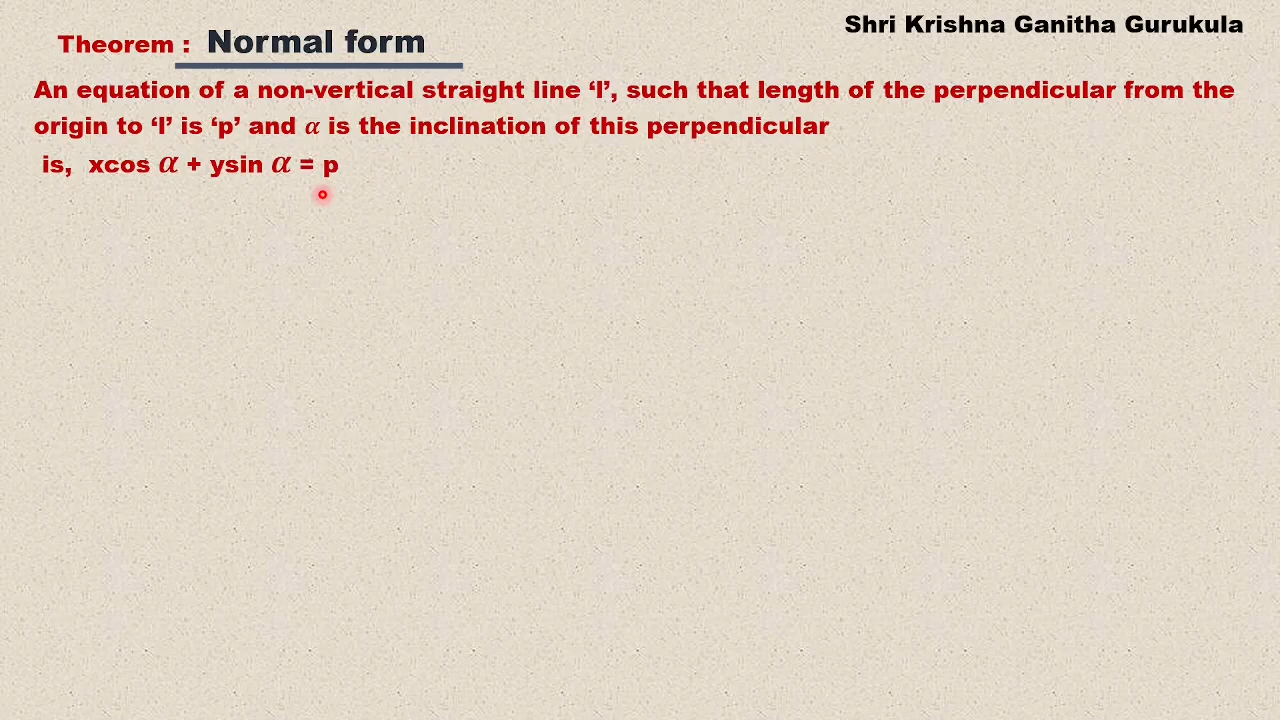 Shri Krishna Ganitha Gurukula
Theorem : Normal form
An equation of a non-vertical straight line ‘l’, such that length of the perpendicular from the
origin to ‘l’ is ‘p’ and α is the inclination of this perpendicular
is, xcos α + ysin α = p